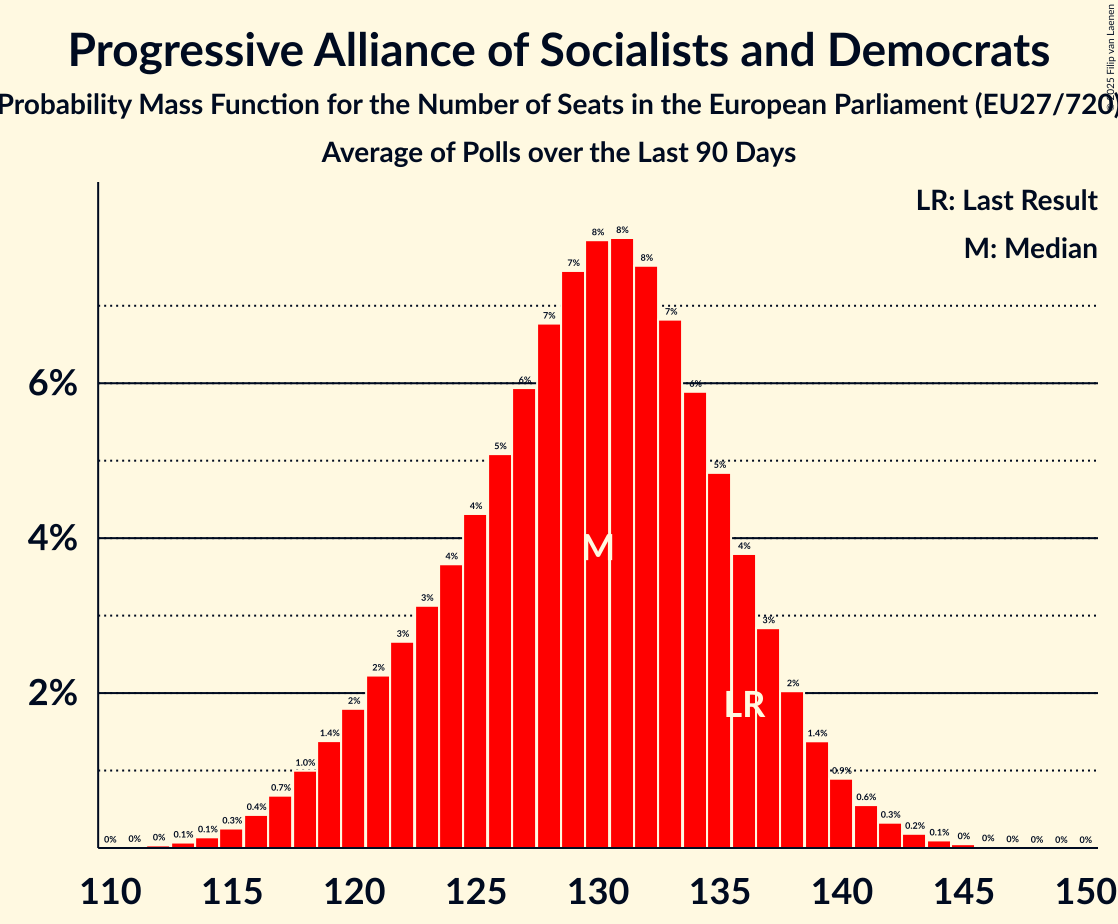 Progressive Alliance of Socialists and Democrats
Probability Mass Function for the Number of Seats in the European Parliament (EU27/720)
Average of Polls over the Last 90 Days
© 2025 Filip van Laenen
LR: Last Result
M: Median
6%
4%
2%
0% 0% 0% 0.1% 0.1% 0.3% 0.4% 0.7% 1.0% 1.4% 2% 2% 3% 3% 4% 4% 5% 6% 7% 7% 8% 8% 8% 7% 6% 5% 4% 3% 2% 1.4% 0.9% 0.6% 0.3% 0.2% 0.1% 0% 0% 0% 0% 0% 0%
M
LR
110 115 120 125 130 135 140 145 150